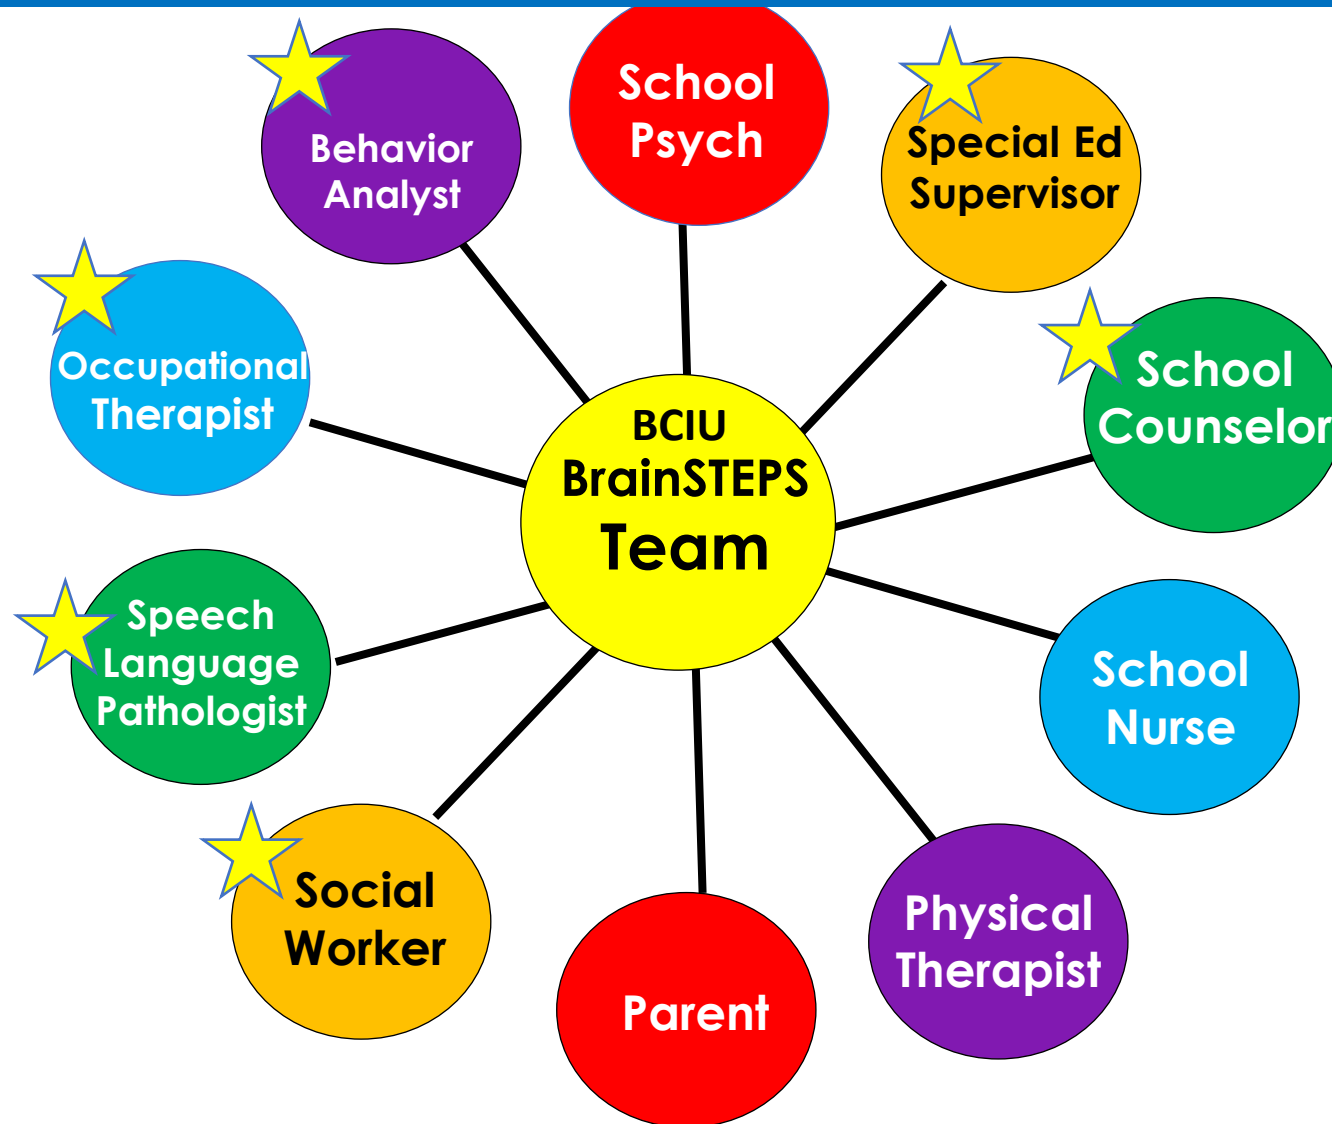 School
Psych
Special Ed
Supervisor
School
Counselor
School
Nurse
Physical
Therapist
Parent
Social
Worker
Speech
Language
Pathologist
Occupational
Therapist
Behavior
Analyst
BCIU
BrainSTEPS
Team